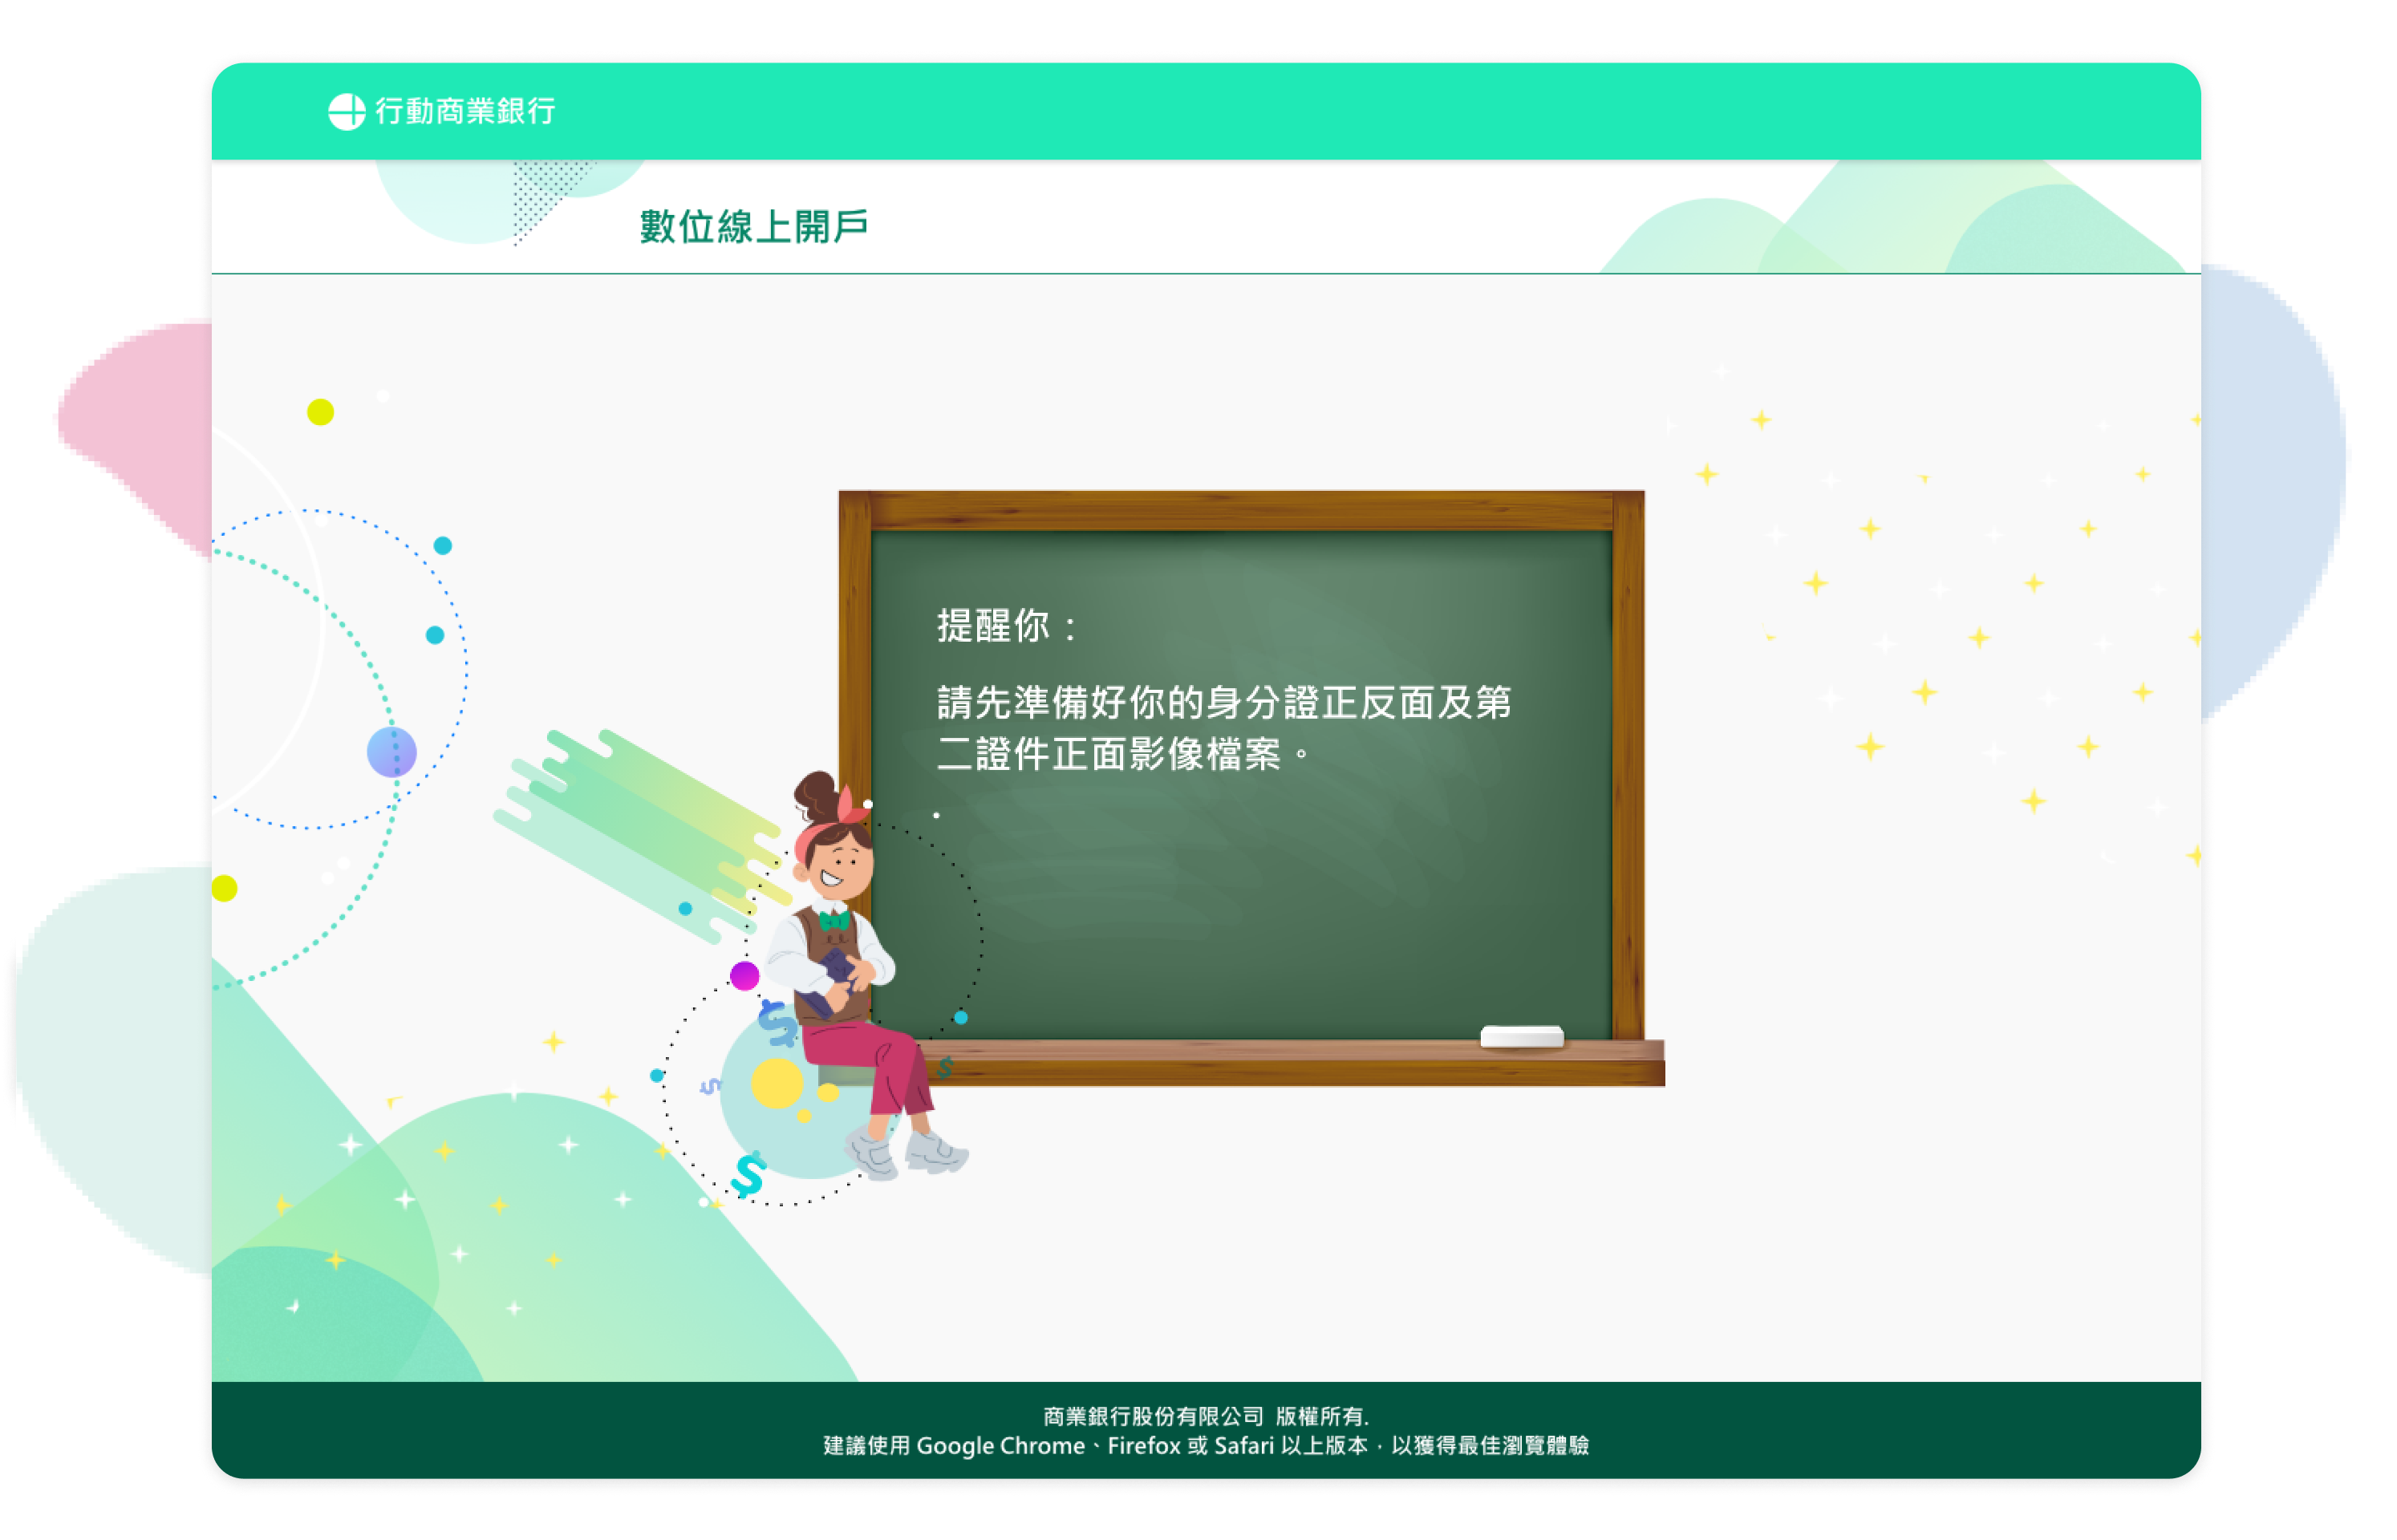 行動商業銀行
數位線上開戶
提醒你：
請先準備好你的身分證正反面及第
二證件正面影像檔案。
商業銀行股份有限公司 版權所有.
建議使用 Google Chrome、Firefox 或 Safari 以上版本，以獲得最佳瀏覽體驗